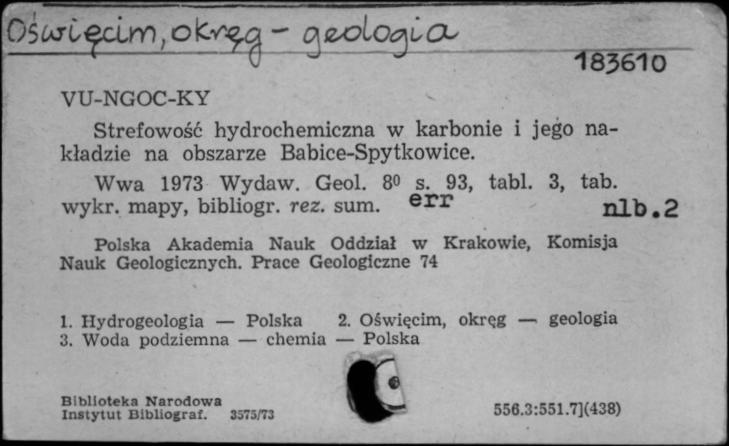 Oświęcim, okręg - geologia
183610
VU-NGOC-KY
Strefowość hydrochemiczna w karbonie i jego na-
kładzie na obszarze Babice-Spytkowice.
Wwa 1973 Wydaw. Geol. 8º s. 93, tabl. 3, tab.
wykr. mapy, bibliogr. rez. sum. err nlb.2
Polska Akademia Nauk Oddział w Krakowie, Komisja
Nauk Geologicznych. Prace Geologiczne 74
1. Hydrogeologia — Polska 2. Oświęcim, okręg — geologia
3. Woda podziemna — chemia — Polska
Biblioteka Narodowa
Instytut Bibliograf. 3575/73 556.3:551.7](438)